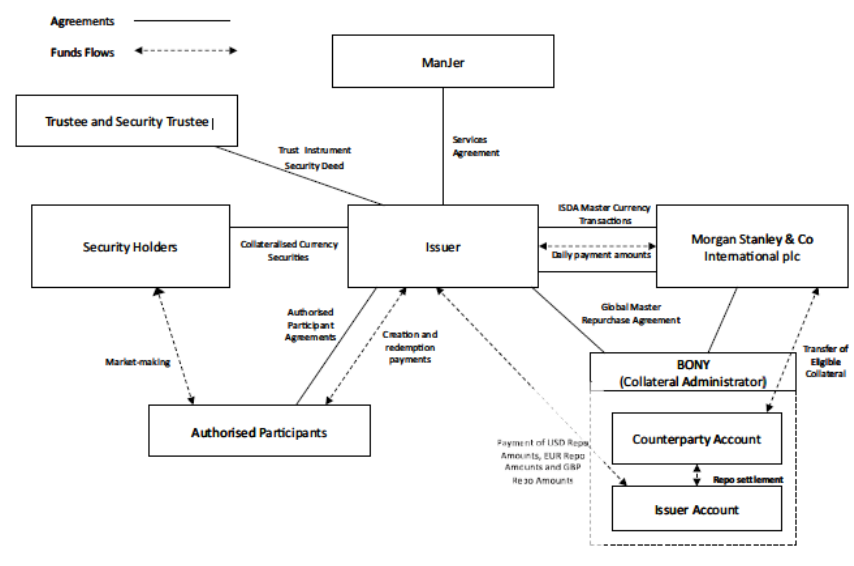 Agreements
Funds Flows
ManJer
Trustee and Security Trustee
Trust Instrument
Security Deed
Services
Agreement
Security Holders
Collateralised Currency
Securities
Issuer
ISDA Master Currency
Transactions
Daily payment amounts
Morgan Stanley & Co
International plc
Authorised
Participant
Agreements
Creation and
redemption
payments
Global Master
Repurchase Agreement
Market-making
Transfer of
Eligible
Collateral
BONY
(Collateral Administrator)
Authorised Participants
Counterparty Account
Payment of USD Repo
Amounts, EUR Repo
Amounts and GBP
Repo Amounts
Repo settlement
Issuer Account